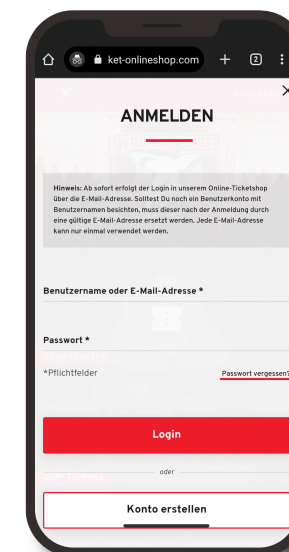 ket-onlineshop.com
2
ANMELDEN
Hinweis: Ab sofort erfolgt der Login in unserem Online-Ticketshop
über die E-Mail-Adresse. Solltest Du noch ein Benutzerkonto mit
Benutzernamen besichten, muss dieser nach der Anmeldung durch
eine gültige E-Mail-Adresse ersetzt werden. Jede E-Mail-Adresse
kann nur einmal verwendet werden.
Benutzername oder E-Mail-Adresse *
Passwort *
*Pflichtfelder
Passwort vergessen?
Login
oder
Konto erstellen